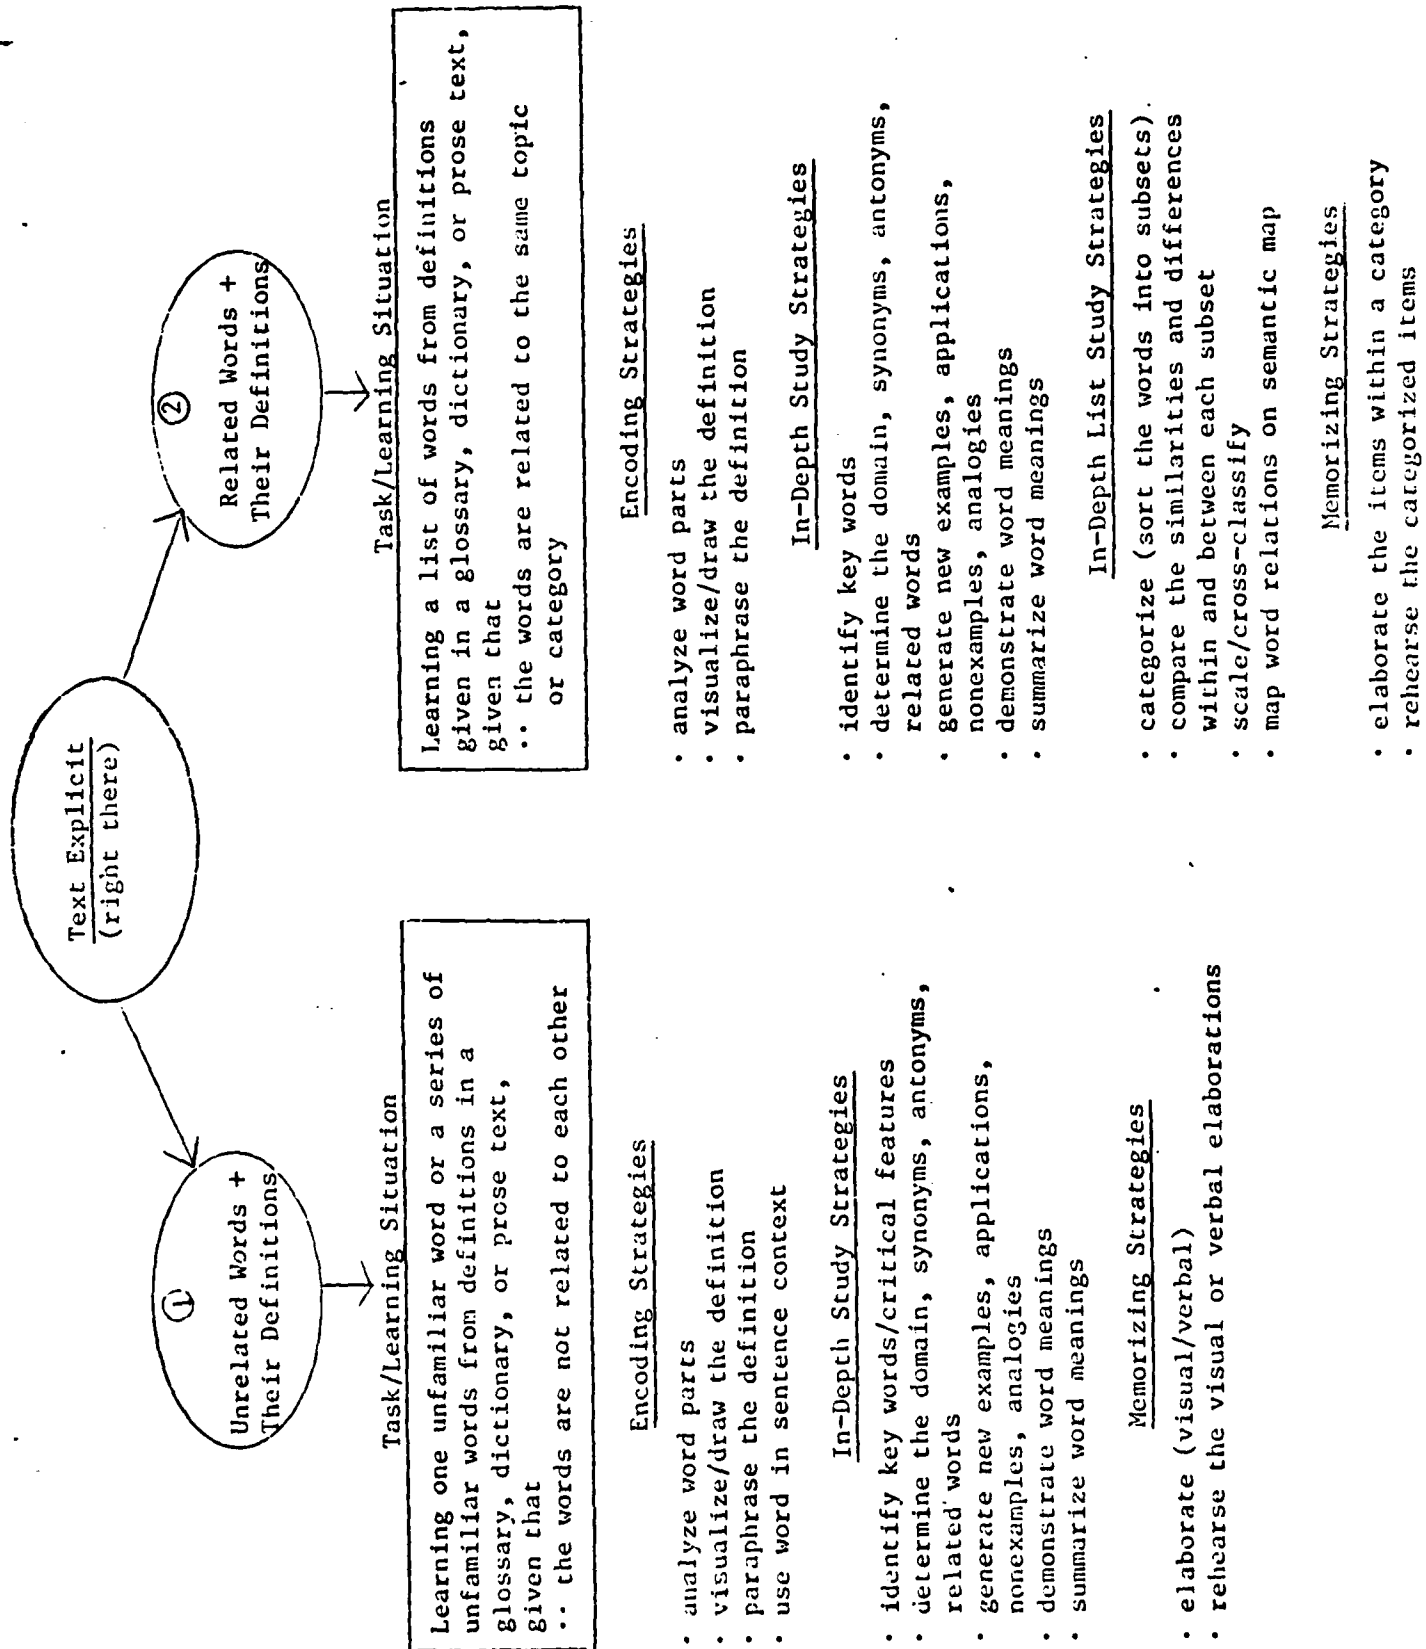 Text Explicit
(right there)
①
Unrelated Words +
Their Definitions
Task/Learning Situation
Learning one unfamiliar word or a series of
unfamiliar words from definitions in a
glossary, dictionary, or prose text,
given that
.. the words are not related to each other
Encoding Strategies
· analyze word parts
· visualize/draw the definition
· paraphrase the definition
· use word in sentence context
In-Depth Study Strategies
· identify key words/critical features
· determine the domain, synonyms, antonyms,
related words
· generate new examples, applications,
nonexamples, analogies
· demonstrate word meanings
· summarize word meanings
Memorizing Strategies
· elaborate (visual/verbal)
· rehearse the visual or verbal elaborations
②
Related Words +
Their Definitions
Task/Learning Situation
Learning a list of words from definitions
given in a glossary, dictionary, or prose text,
given that
.. the words are related to the same topic
or category
Encoding Strategies
· analyze word parts
· visualize/draw the definition
· paraphrase the definition
In-Depth Study Strategies
· identify key words
· determine the domain, synonyms, antonyms,
related words
· generate new examples, applications,
nonexamples, analogies
· demonstrate word meanings
· summarize word meanings
In-Depth List Study Strategies
· categorize (sort the words into subsets).
· compare the similarities and differences
within and between each subset
· scale/cross-classify
· map word relations on semantic map
Memorizing Strategies
· elaborate the items within a category
· rehearse the categorized items